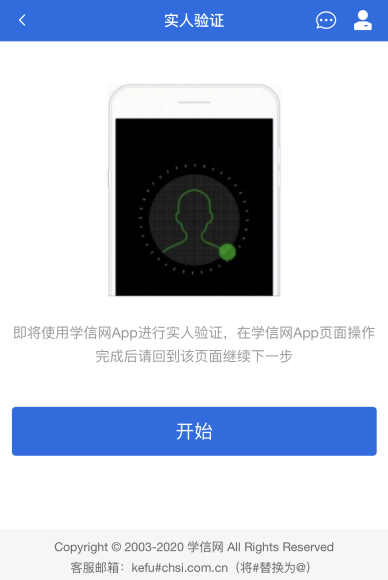 实人验证
即将使用学信网App进行实人验证，在学信网App页面操作
完成后请回到该页面继续下一步
开始
Copyright © 2003-2020 学信网 All Rights Reserved
客服邮箱：kefu#chsi.com.cn（将#替换为@）